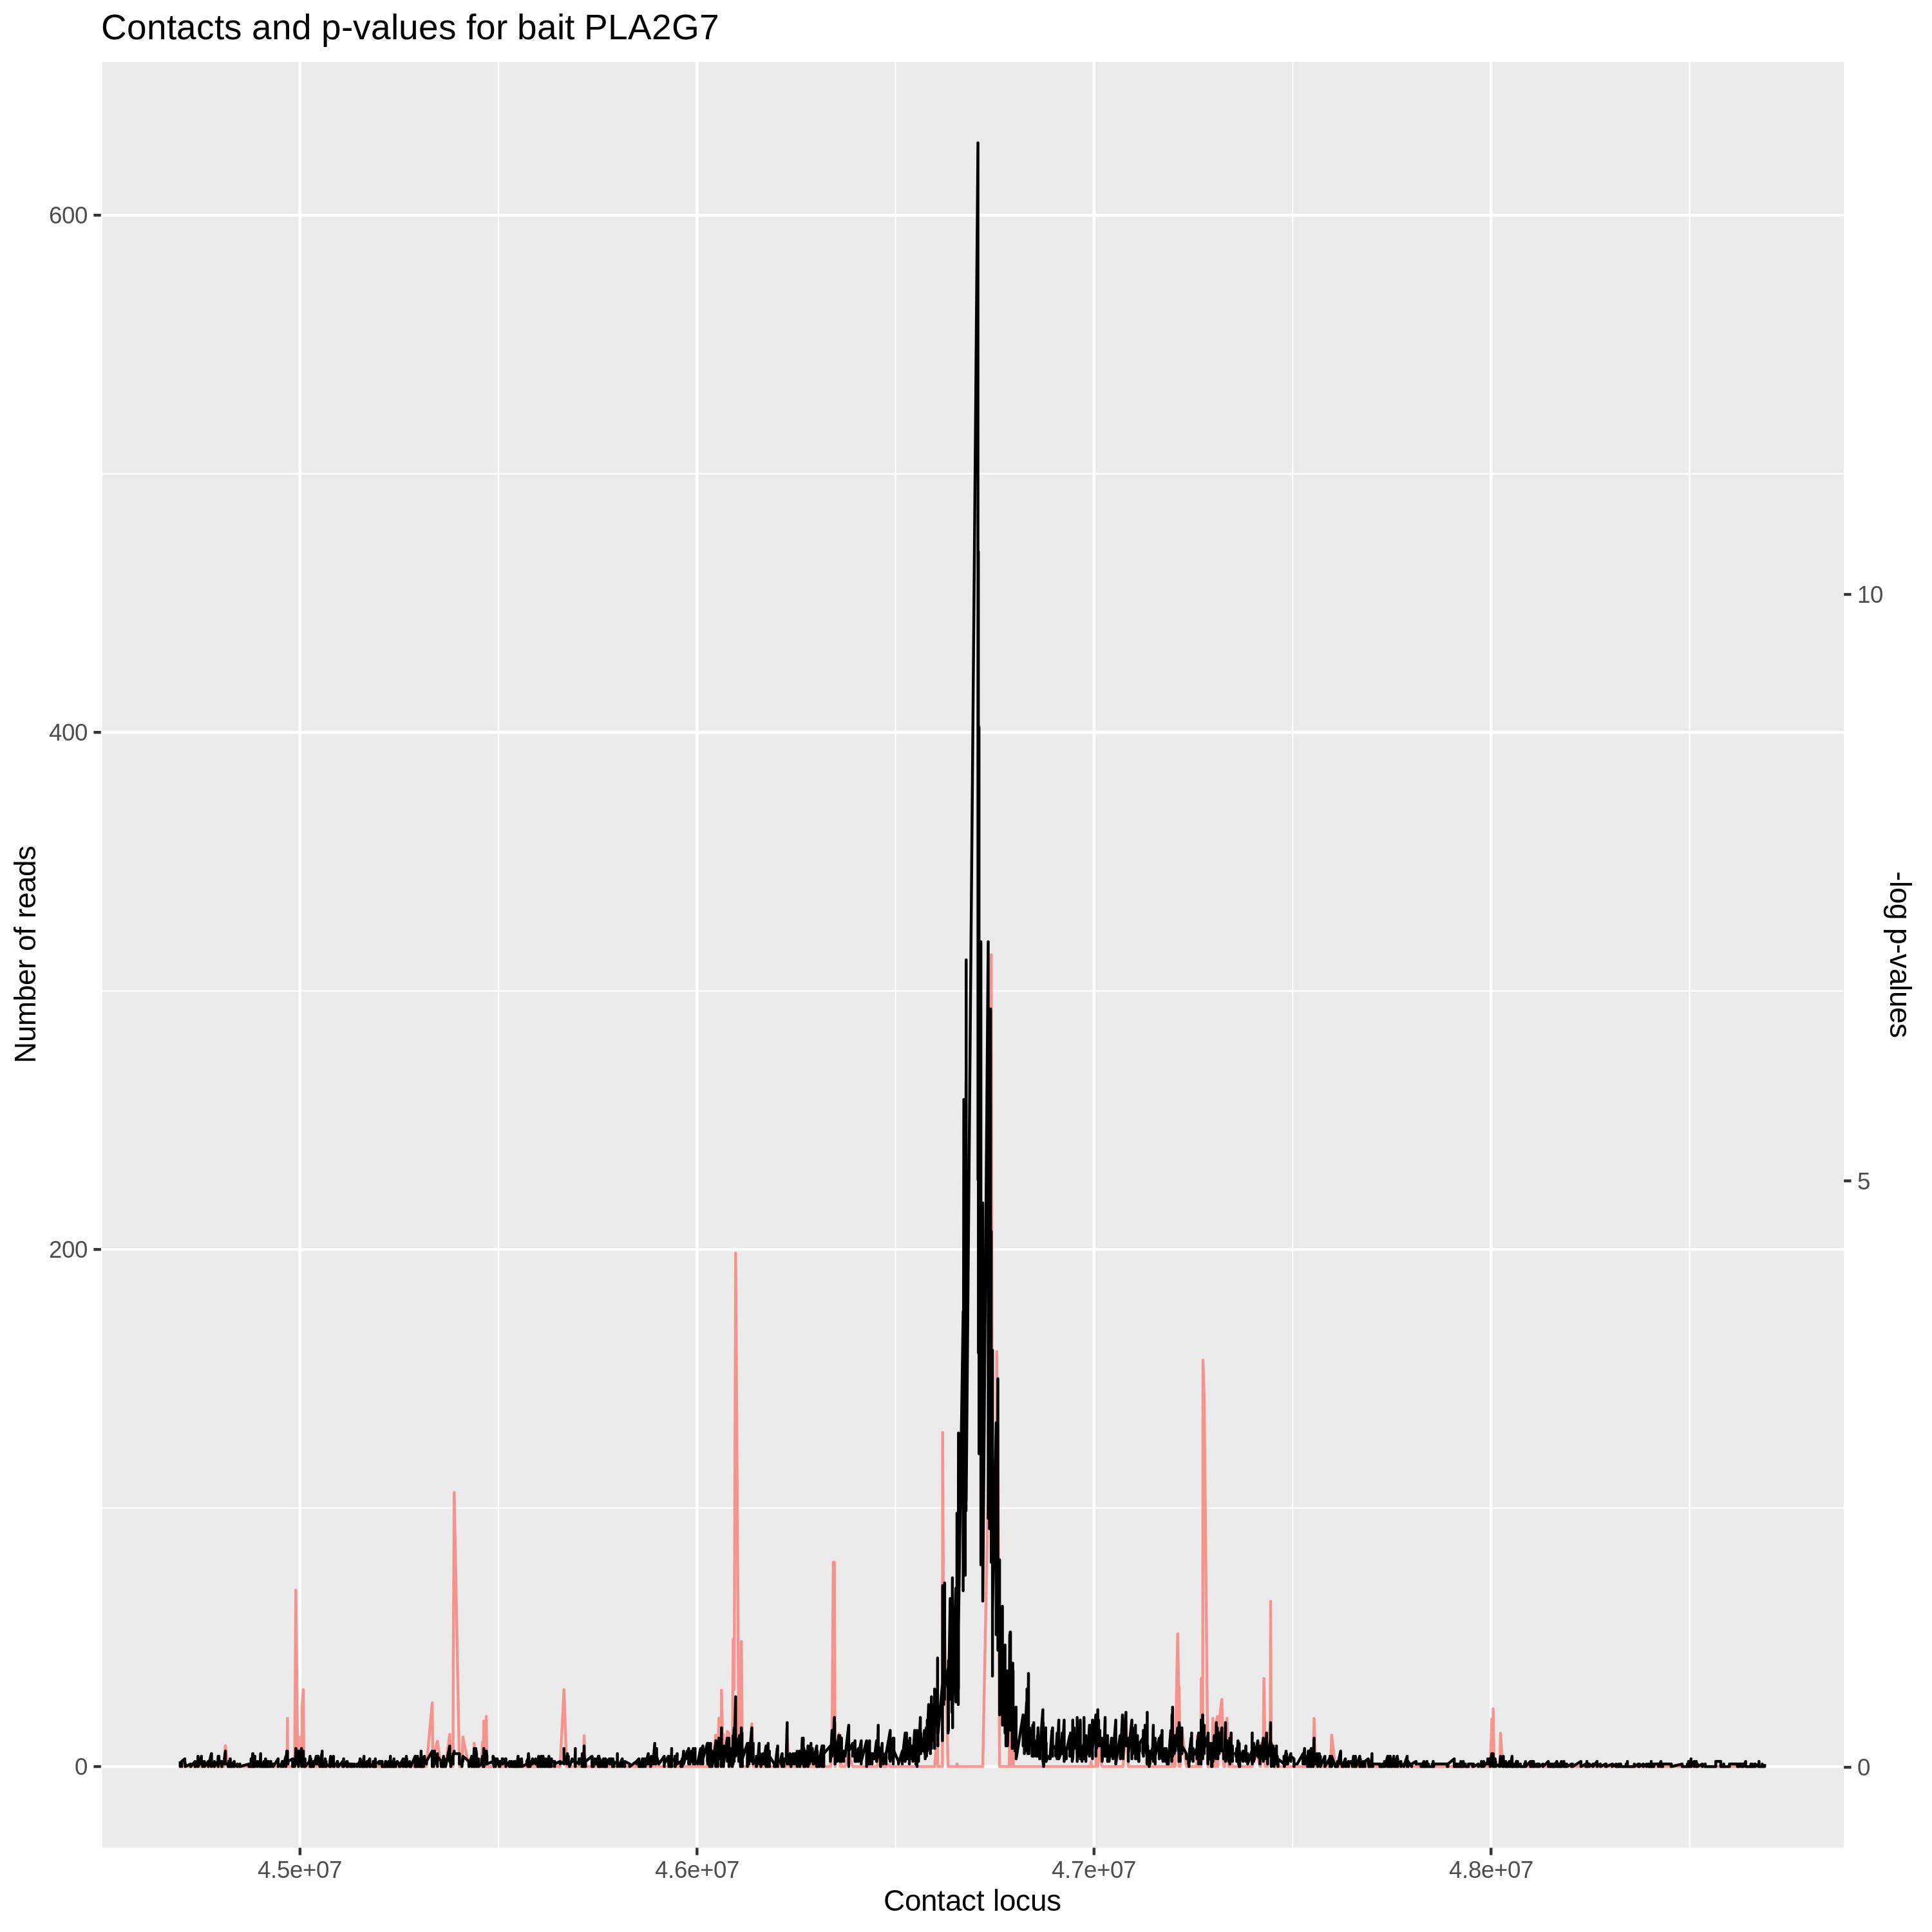 Contacts and p-values for bait PLA2G7
600
400
200
0
Number of reads
10
5
0
-log p-values
4.5e+07
4.6e+07
4.7e+07
4.8e+07
Contact locus